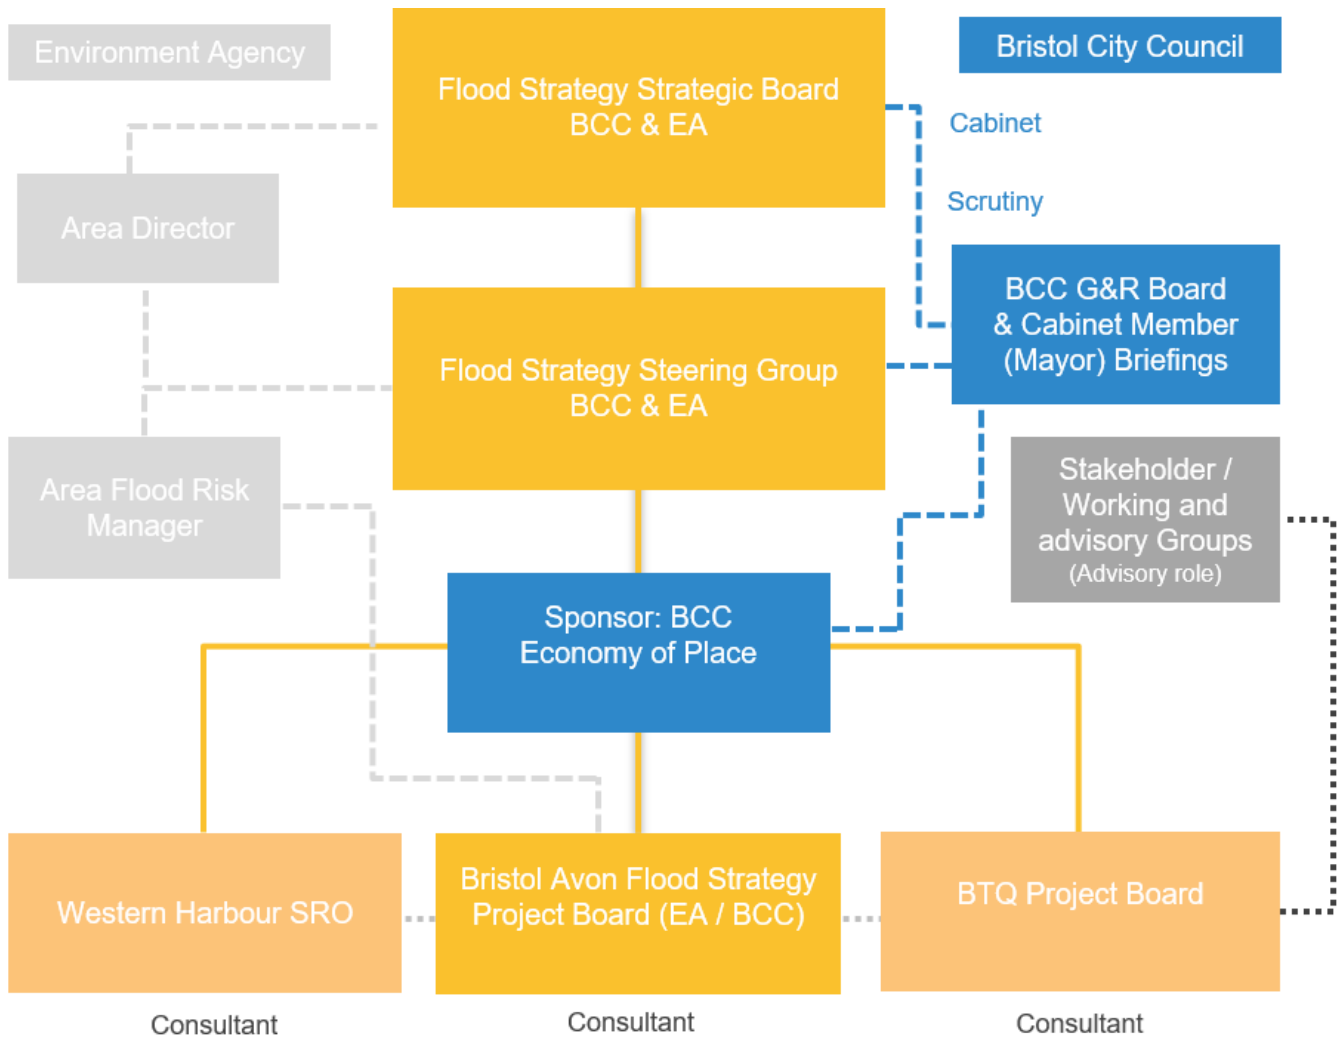 Environment Agency
Flood Strategy Strategic Board
BCC & EA
Bristol City Council
Cabinet
Scrutiny
Area Director
BCC G&R Board
& Cabinet Member
(Mayor) Briefings
Flood Strategy Steering Group
BCC & EA
Area Flood Risk
Manager
Stakeholder /
Working and
advisory Groups
(Advisory role)
Sponsor: BCC
Economy of Place
Western Harbour SRO
Bristol Avon Flood Strategy
Project Board (EA / BCC)
BTQ Project Board
Consultant
Consultant
Consultant